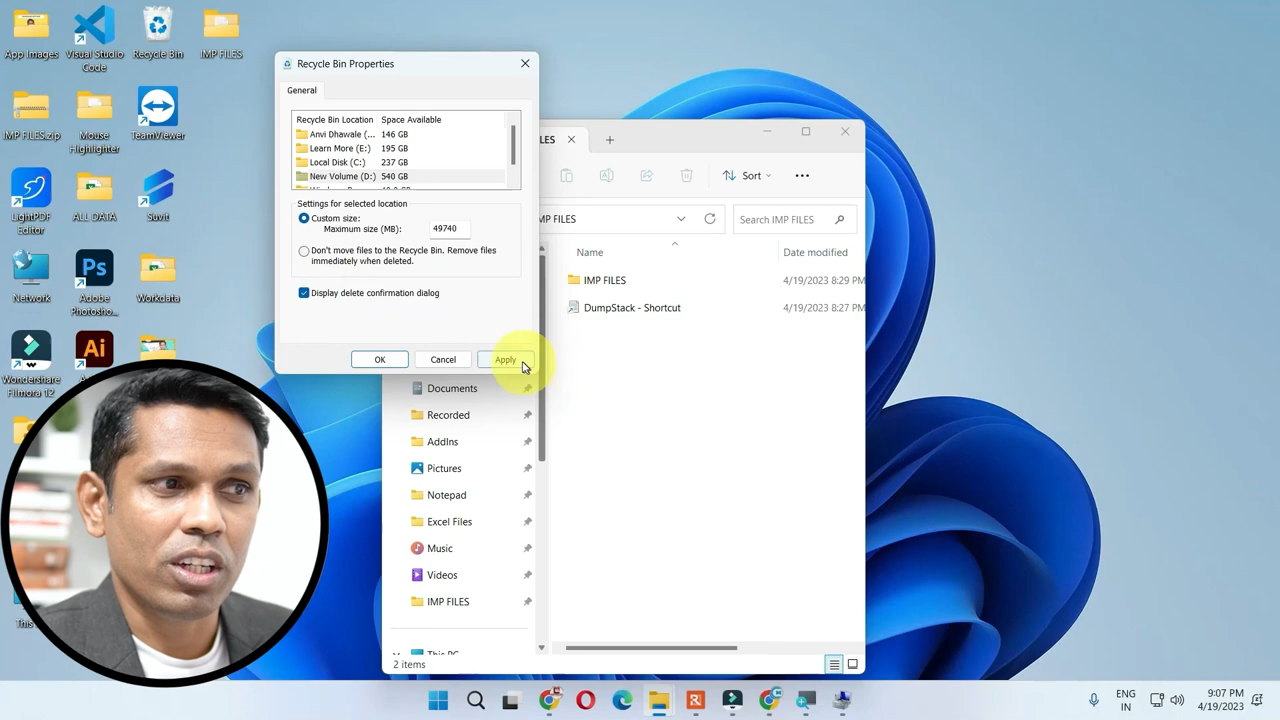 App Images
Visual Studio
Code
Recycle Bin
IMP FILES
IMP FILES.zip
Mouse
Highlighter
TeamViewer
LightPDF
Editor
ALL DATA
Suvit
Network
Adobe
Photosho...
Workdata
Wondershare
Filmora 12
Recycle Bin Properties
General
Recycle Bin Location
Space Available
Anvi Dhawale (...
146 GB
Learn More (E:)
195 GB
Local Disk (C:)
237 GB
New Volume (D:)
540 GB
Settings for selected location
Custom size:
Maximum size (MB):
49740
Don't move files to the Recycle Bin. Remove files
immediately when deleted.
Display delete confirmation dialog
OK
Cancel
Apply
Sort
IMP FILES
Search IMP FILES
Name
Date modified
IMP FILES
4/19/2023 8:29 PM
DumpStack - Shortcut
4/19/2023 8:27 PM
Documents
Recorded
AddIns
Pictures
Notepad
Excel Files
Music
Videos
IMP FILES
This PC
2 items
ENG
IN
9:07 PM
4/19/2023